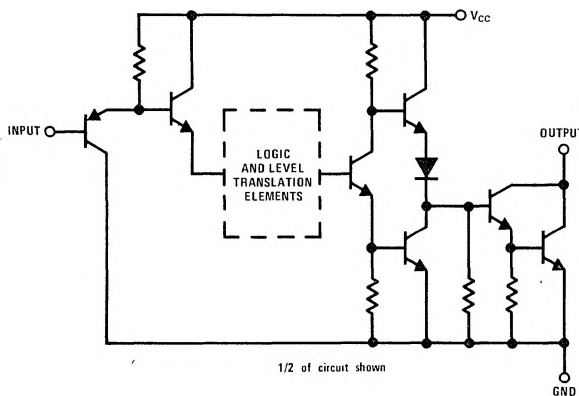 Vcc
INPUT
OUTPUT
LOGIC
AND LEVEL
TRANSLATION
ELEMENTS
1/2 of circuit shown
GND